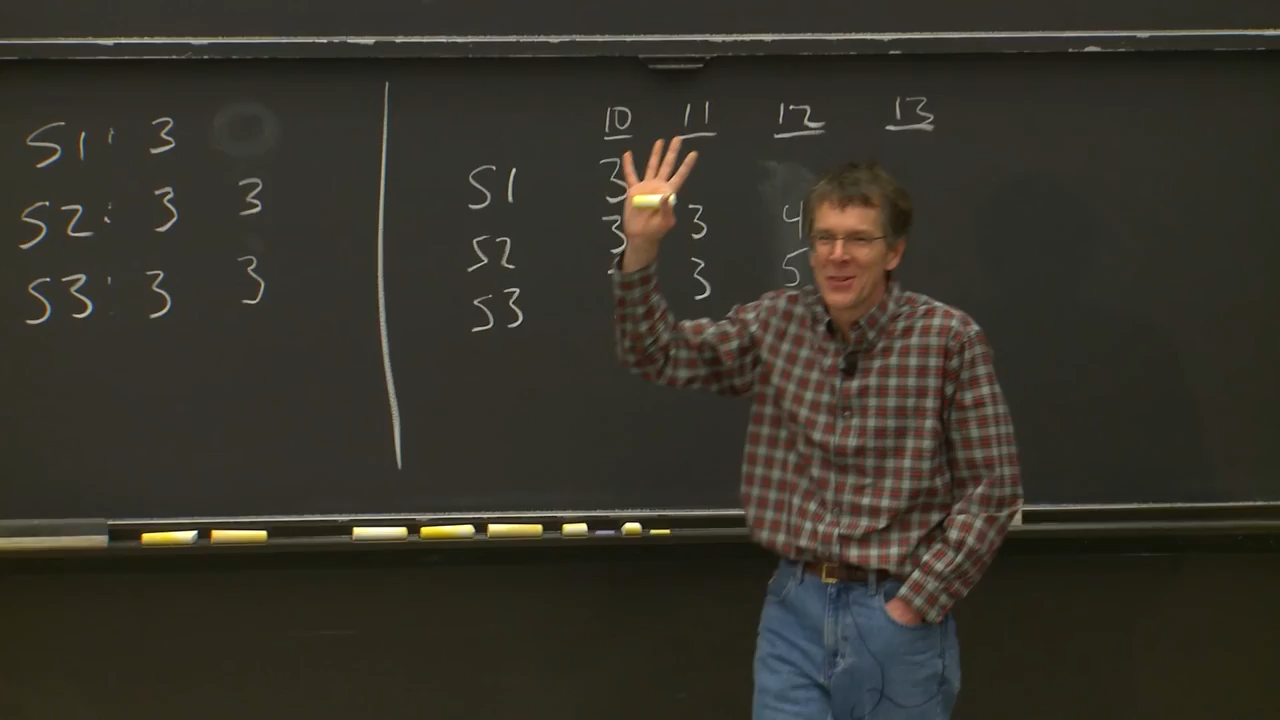 S1: 3
S2: 3 3
S3: 3 3
10 11 12 13
S1 3
S2 3 3 4
S3 3 5